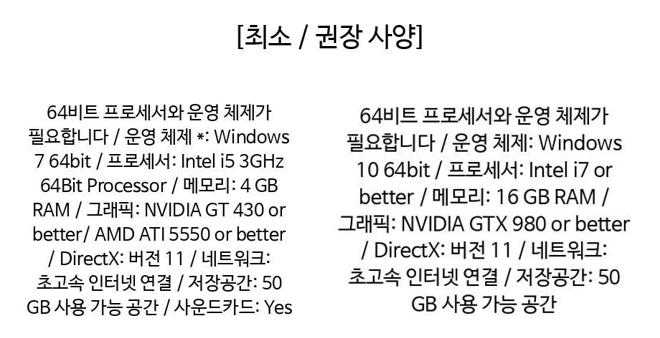 [최소 / 권장 사양]
64비트 프로세서와 운영 체제가
필요합니다 / 운영 체제 *: Windows
7 64bit / 프로세서: Intel i5 3GHz
64Bit Processor / 메모리: 4 GB
RAM / 그래픽: NVIDIA GT 430 or
better/ AMD ATI 5550 or better
/ DirectX: 버전 11 / 네트워크:
초고속 인터넷 연결 / 저장공간: 50
GB 사용 가능 공간 / 사운드카드: Yes
64비트 프로세서와 운영 체제가
필요합니다 / 운영 체제: Windows
10 64bit / 프로세서: Intel i7 or
better / 메모리: 16 GB RAM /
그래픽: NVIDIA GTX 980 or better
/ DirectX: 버전 11 / 네트워크:
초고속 인터넷 연결 / 저장공간: 50
GB 사용 가능 공간